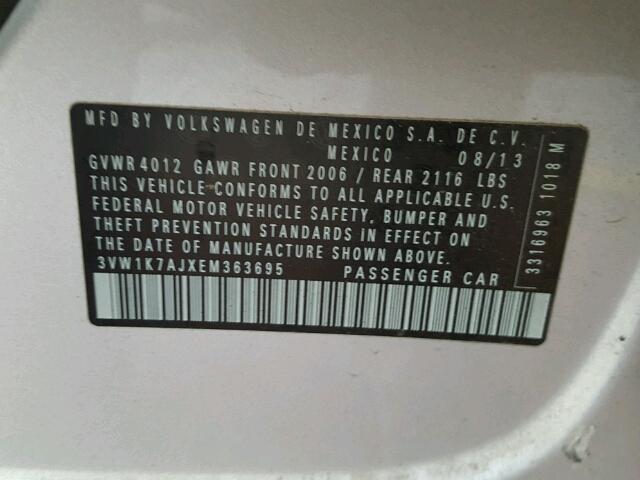 MFD BY VOLKSWAGEN DE MEXICO S.A. DE C.V.
MEXICO 08/13
GVWR 4012 GAWR FRONT 2006 / REAR 2116 LBS
THIS VEHICLE CONFORMS TO ALL APPLICABLE U.S.
FEDERAL MOTOR VEHICLE SAFETY, BUMPER AND
THEFT PREVENTION STANDARDS IN EFFECT ON
THE DATE OF MANUFACTURE SHOWN ABOVE.
3VW1K7AJXEM363695 PASSENGER CAR
3316963 1018 M